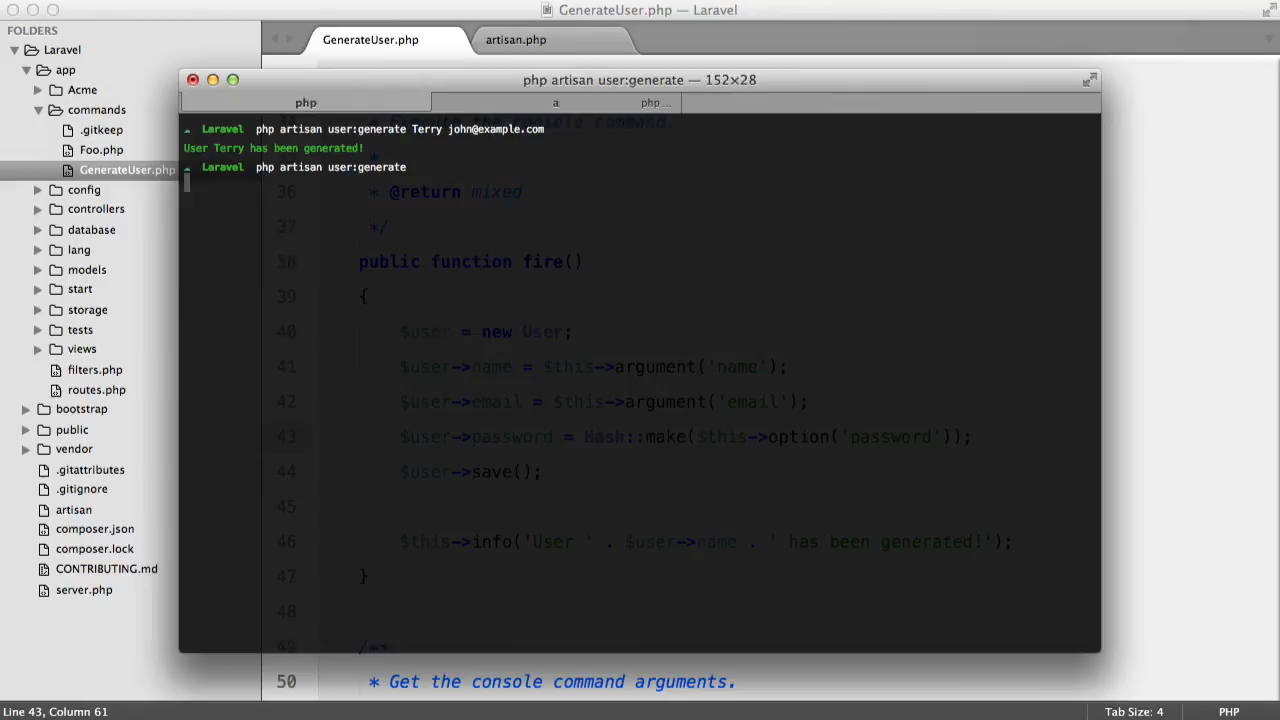 GenerateUser.php — Laravel
FOLDERS
Laravel
app
Acme
commands
.gitkeep
Foo.php
GenerateUser.php
config
controllers
database
lang
models
start
storage
tests
views
filters.php
routes.php
bootstrap
public
vendor
.gitattributes
.gitignore
artisan
composer.json
composer.lock
CONTRIBUTING.md
server.php
GenerateUser.php
artisan.php
php artisan user:generate — 152×28
php
a
php ...
Laravel php artisan user:generate Terry john@example.com
User Terry has been generated!
Laravel php artisan user:generate
34 * Execute the console command.
*
36 * @return mixed
37 */
38 public function fire()
39 {
40 $user = new User;
41 $user->name = $this->argument('name');
42 $user->email = $this->argument('email');
43 $user->password = Hash::make($this->option('password'));
44 $user->save();
45
46 $this->info('User ' . $user->name . ' has been generated!');
47 }
48
49 /**
50 * Get the console command arguments.
Line 43, Column 61
Tab Size: 4
PHP